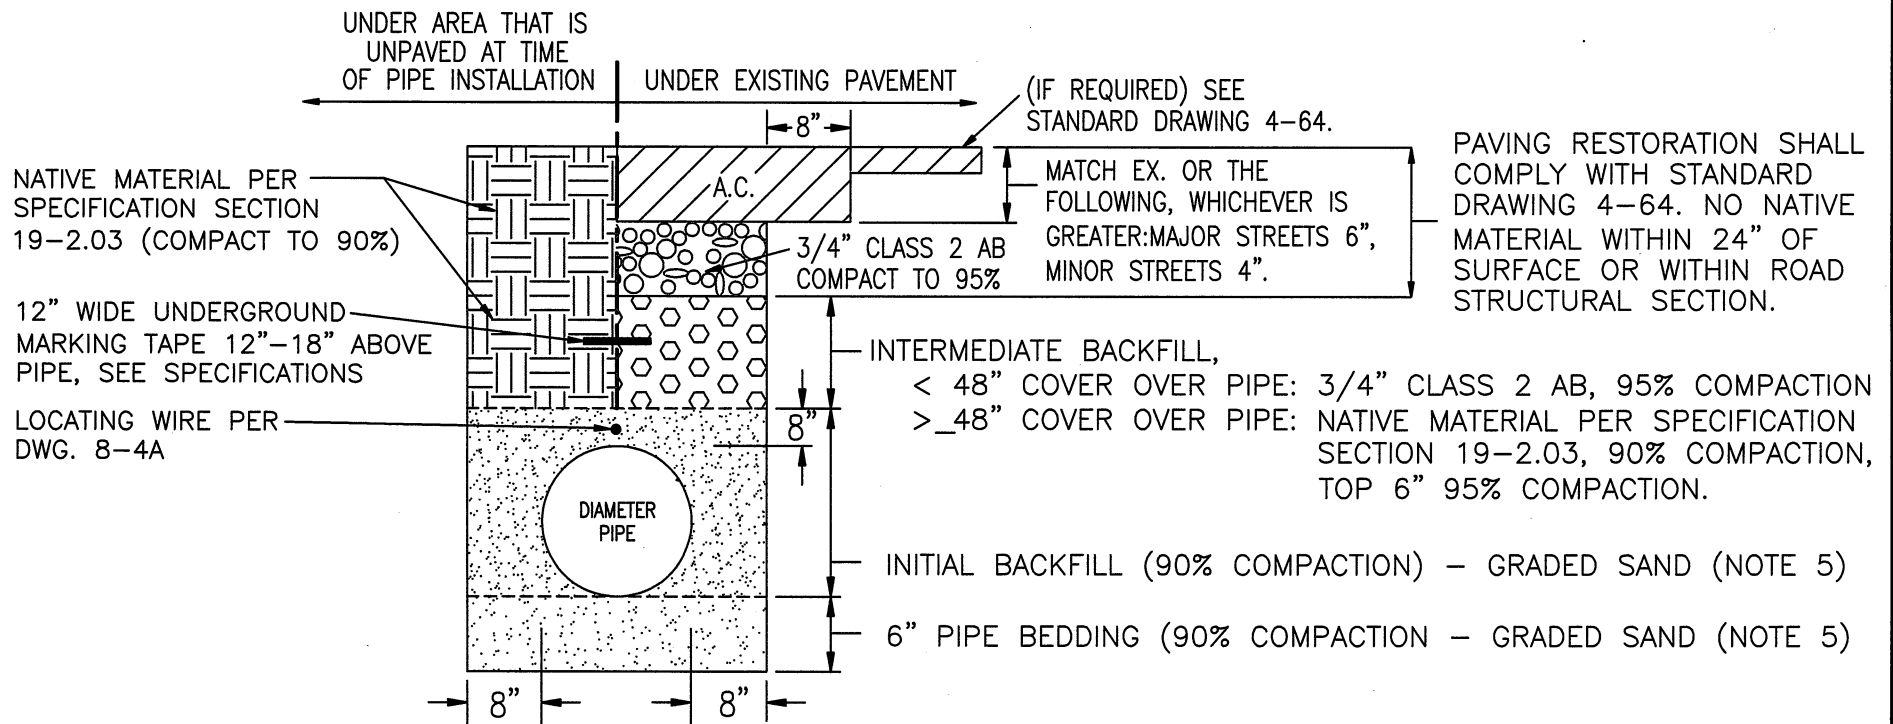 UNDER AREA THAT IS
UNPAVED AT TIME
OF PIPE INSTALLATION
UNDER EXISTING PAVEMENT
(IF REQUIRED) SEE
STANDARD DRAWING 4-64.
8"
NATIVE MATERIAL PER
SPECIFICATION SECTION
19-2.03 (COMPACT TO 90%)
A.C.
MATCH EX. OR THE
FOLLOWING, WHICHEVER IS
GREATER:MAJOR STREETS 6",
MINOR STREETS 4".
PAVING RESTORATION SHALL
COMPLY WITH STANDARD
DRAWING 4-64. NO NATIVE
MATERIAL WITHIN 24" OF
SURFACE OR WITHIN ROAD
STRUCTURAL SECTION.
3/4" CLASS 2 AB
COMPACT TO 95%
12" WIDE UNDERGROUND
MARKING TAPE 12"-18" ABOVE
PIPE, SEE SPECIFICATIONS
INTERMEDIATE BACKFILL,
< 48" COVER OVER PIPE: 3/4" CLASS 2 AB, 95% COMPACTION
>_48" COVER OVER PIPE: NATIVE MATERIAL PER SPECIFICATION
SECTION 19-2.03, 90% COMPACTION,
TOP 6" 95% COMPACTION.
LOCATING WIRE PER
DWG. 8-4A
8"
DIAMETER
PIPE
INITIAL BACKFILL (90% COMPACTION) - GRADED SAND (NOTE 5)
6" PIPE BEDDING (90% COMPACTION - GRADED SAND (NOTE 5)
8"
8"